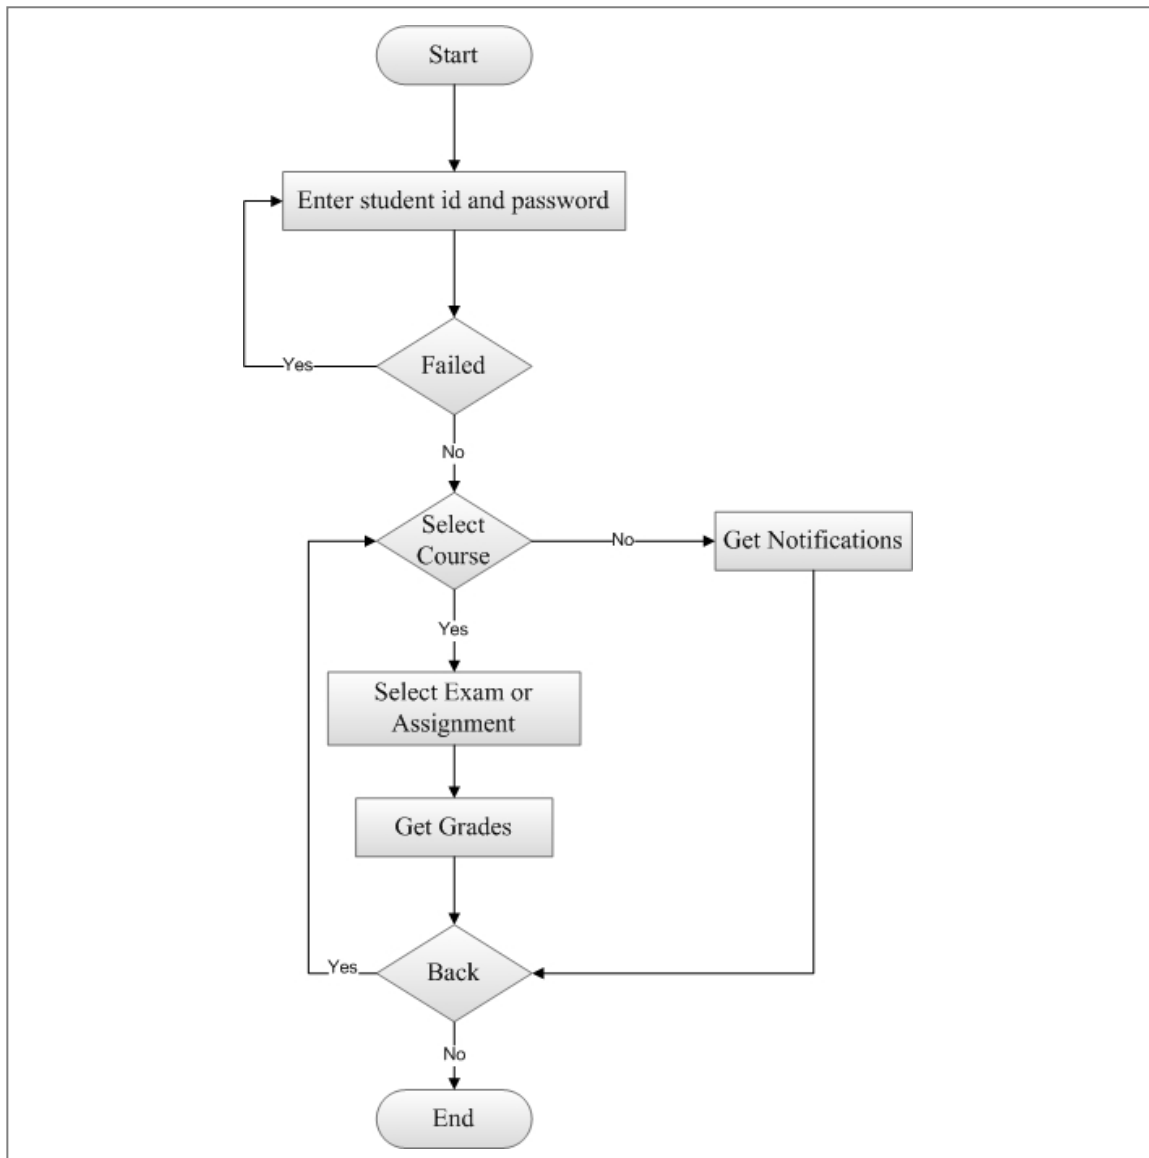 Start
Enter student id and password
Yes
Failed
No
Select
Course
No
Get Notifications
Yes
Select Exam or
Assignment
Get Grades
Yes
Back
No
End